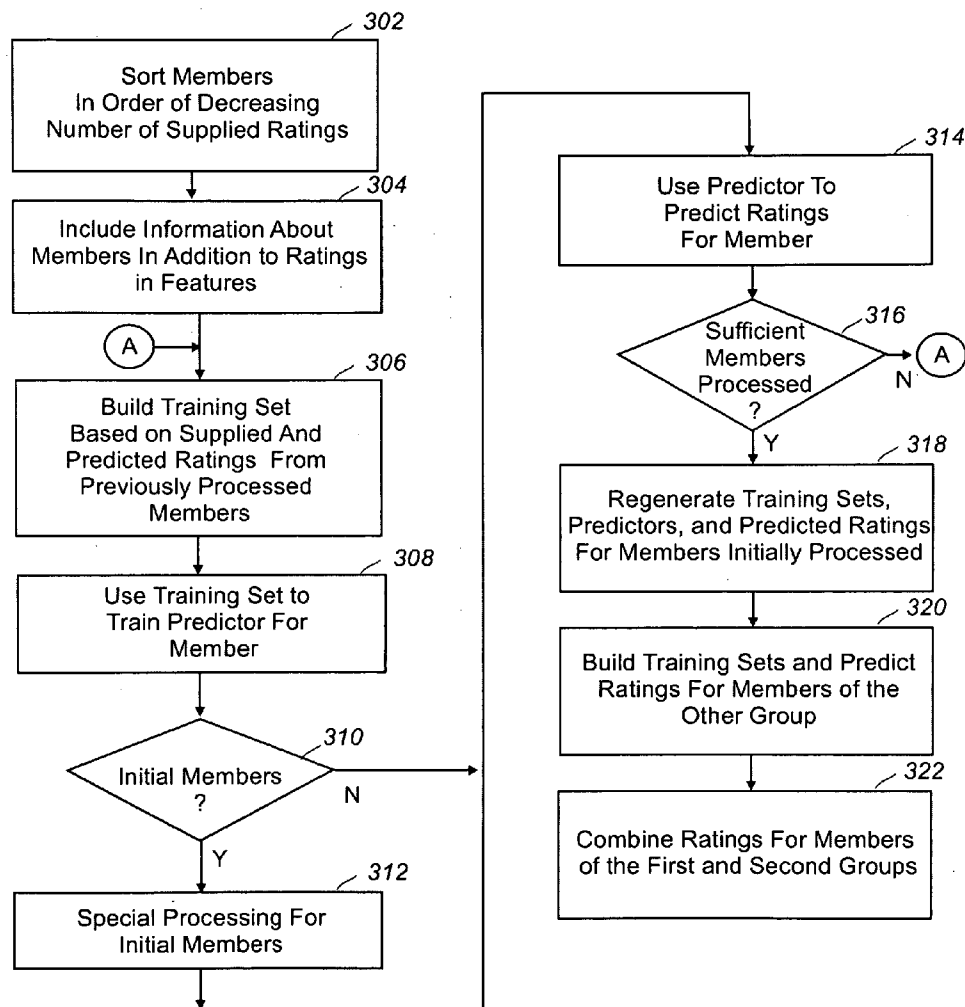 302
Sort Members
In Order of Decreasing
Number of Supplied Ratings
304
Include Information About
Members In Addition to Ratings
in Features
A
306
Build Training Set
Based on Supplied And
Predicted Ratings From
Previously Processed
Members
308
Use Training Set to
Train Predictor For
Member
310
Initial Members
?
N
Y
312
Special Processing For
Initial Members
314
Use Predictor To
Predict Ratings
For Member
316
Sufficient
Members
Processed
?
N
A
Y
318
Regenerate Training Sets,
Predictors, and Predicted Ratings
For Members Initially Processed
320
Build Training Sets and Predict
Ratings For Members of the
Other Group
322
Combine Ratings For Members
of the First and Second Groups